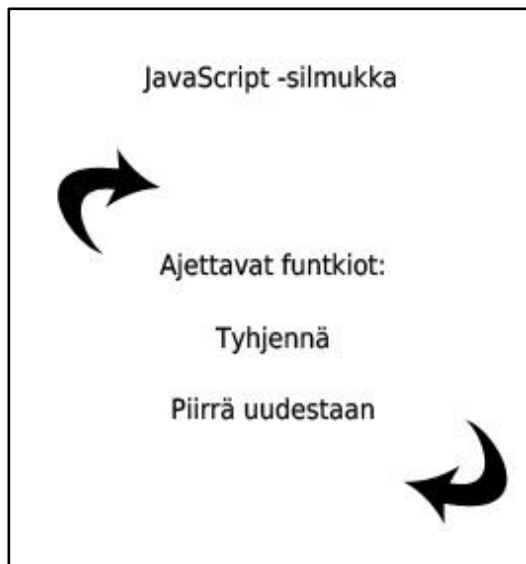 JavaScript -silmukka
Ajettavat funtkiot:
Tyhjennä
Piirrä uudestaan